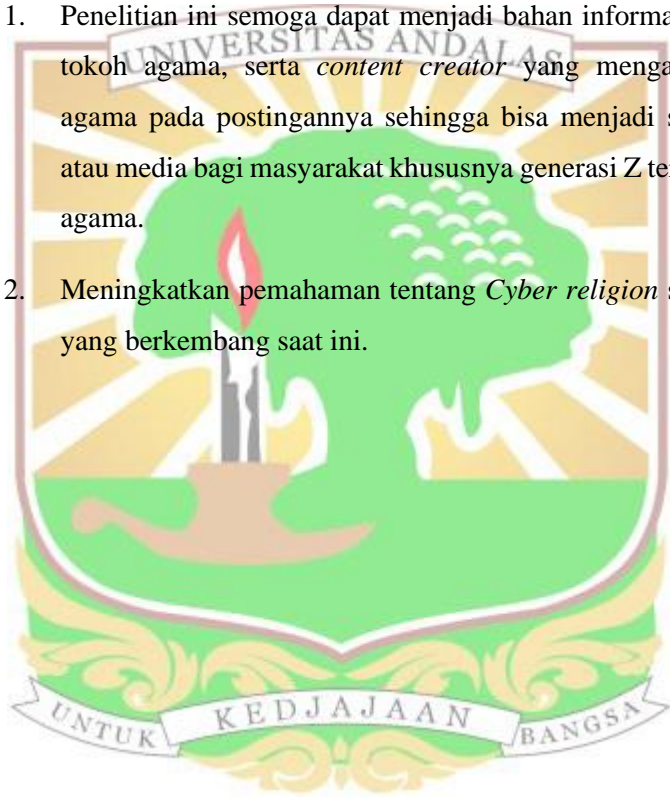 1. Penelitian ini semoga dapat menjadi bahan informa
UNIVERSITAS ANDALAS
tokoh agama, serta content creator yang menga
agama pada postingannya sehingga bisa menjadi s
atau media bagi masyarakat khususnya generasi Z te
agama.
2. Meningkatkan pemahaman tentang Cyber religion s
yang berkembang saat ini.
UNTUK KEDJAJAAN BANGSA